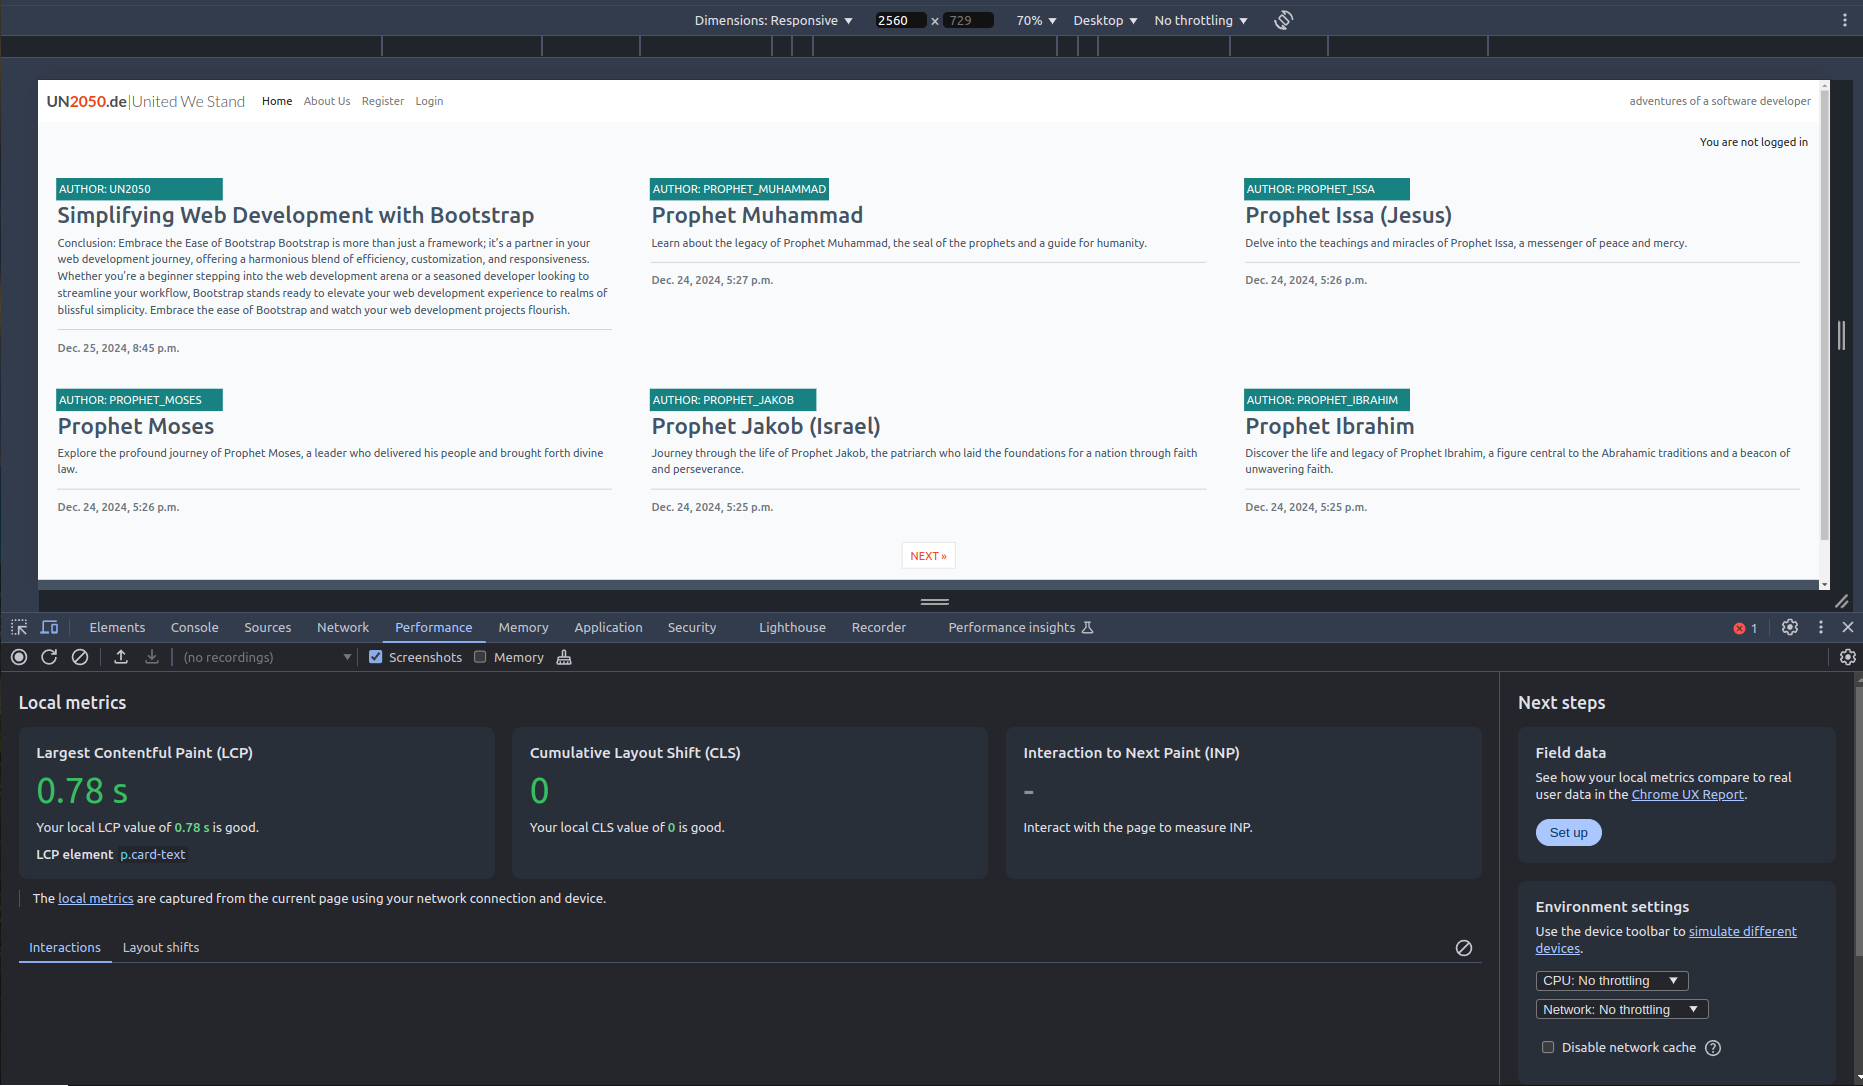 Dimensions: Responsive ▼ 2560 × 729 70% ▼ Desktop ▼ No throttling ▼
UN2050.de|United We Stand Home About Us Register Login adventures of a software developer
You are not logged in
AUTHOR: UN2050
Simplifying Web Development with Bootstrap
Conclusion: Embrace the Ease of Bootstrap Bootstrap is more than just a framework; it's a partner in your
web development journey, offering a harmonious blend of efficiency, customization, and responsiveness.
Whether you're a beginner stepping into the web development arena or a seasoned developer looking to
streamline your workflow, Bootstrap stands ready to elevate your web development experience to realms of
blissful simplicity. Embrace the ease of Bootstrap and watch your web development projects flourish.
Dec. 25, 2024, 8:45 p.m.
AUTHOR: PROPHET_MUHAMMAD
Prophet Muhammad
Learn about the legacy of Prophet Muhammad, the seal of the prophets and a guide for humanity.
Dec. 24, 2024, 5:27 p.m.
AUTHOR: PROPHET_ISSA
Prophet Issa (Jesus)
Delve into the teachings and miracles of Prophet Issa, a messenger of peace and mercy.
Dec. 24, 2024, 5:26 p.m.
AUTHOR: PROPHET_MOSES
Prophet Moses
Explore the profound journey of Prophet Moses, a leader who delivered his people and brought forth divine
law.
Dec. 24, 2024, 5:26 p.m.
AUTHOR: PROPHET_JAKOB
Prophet Jakob (Israel)
Journey through the life of Prophet Jakob, the patriarch who laid the foundations for a nation through faith
and perseverance.
Dec. 24, 2024, 5:25 p.m.
AUTHOR: PROPHET_IBRAHIM
Prophet Ibrahim
Discover the life and legacy of Prophet Ibrahim, a figure central to the Abrahamic traditions and a beacon of
unwavering faith.
Dec. 24, 2024, 5:25 p.m.
NEXT »
Elements Console Sources Network Performance Memory Application Security Lighthouse Recorder Performance insights 1
(no recordings) Screenshots Memory
Local metrics
Largest Contentful Paint (LCP)
0.78 s
Your local LCP value of 0.78 s is good.
LCP element p.card-text
Cumulative Layout Shift (CLS)
0
Your local CLS value of 0 is good.
Interaction to Next Paint (INP)
-
Interact with the page to measure INP.
The local metrics are captured from the current page using your network connection and device.
Interactions Layout shifts
Next steps
Field data
See how your local metrics compare to real
user data in the Chrome UX Report.
Set up
Environment settings
Use the device toolbar to simulate different
devices.
CPU: No throttling ▼
Network: No throttling ▼
Disable network cache ?